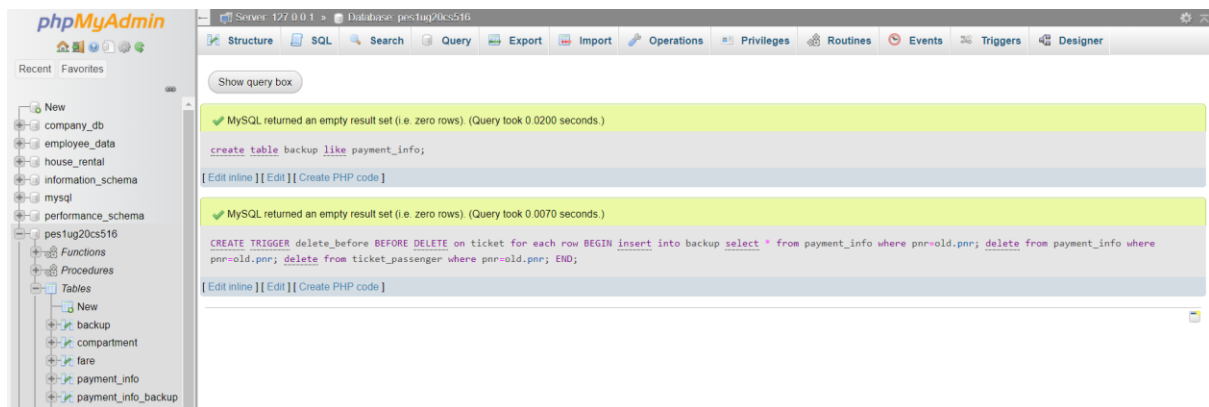 phpMyAdmin
Recent Favorites
New
company_db
employee_data
house_rental
information_schema
mysql
performance_schema
pes1ug20cs516
Functions
Procedures
Tables
New
backup
compartment
fare
payment_info
payment_info_backup
Server: 127.0.0.1 » Database: pes1ug20cs516
Structure SQL Search Query Export Import Operations Privileges Routines Events Triggers Designer
Show query box
MySQL returned an empty result set (i.e. zero rows). (Query took 0.0200 seconds.)
create table backup like payment_info;
[ Edit inline ] [ Edit ] [ Create PHP code ]
MySQL returned an empty result set (i.e. zero rows). (Query took 0.0070 seconds.)
CREATE TRIGGER delete_before BEFORE DELETE on ticket for each row BEGIN insert into backup select * from payment_info where pnr=old.pnr; delete from payment_info where
pnr=old.pnr; delete from ticket_passenger where pnr=old.pnr; END;
[ Edit inline ] [ Edit ] [ Create PHP code ]